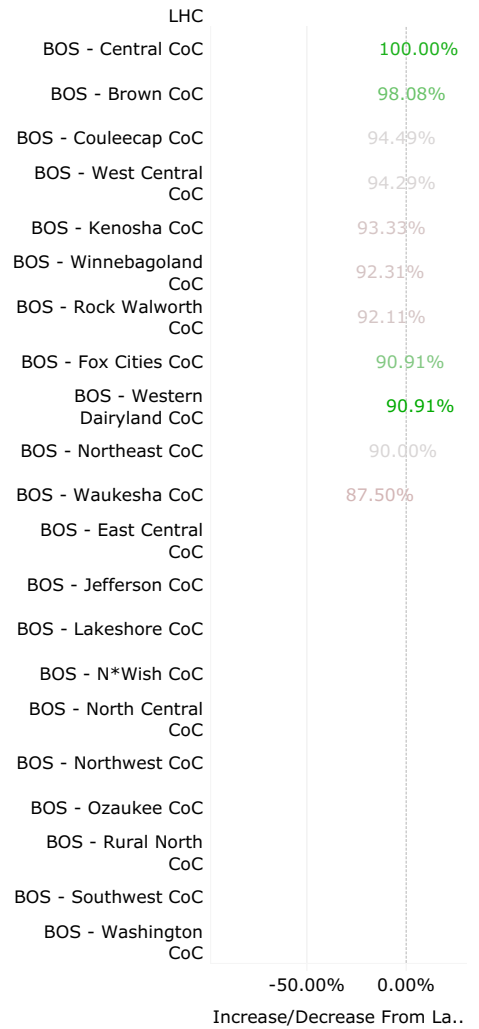 LHC
BOS - Central CoC 100.00%
BOS - Brown CoC 98.08%
BOS - Couleecap CoC 94.49%
BOS - West Central
CoC 94.29%
BOS - Kenosha CoC 93.33%
BOS - Winnebagoland
CoC 92.31%
BOS - Rock Walworth
CoC 92.11%
BOS - Fox Cities CoC 90.91%
BOS - Western
Dairyland CoC 90.91%
BOS - Northeast CoC 90.00%
BOS - Waukesha CoC 87.50%
BOS - East Central
CoC
BOS - Jefferson CoC
BOS - Lakeshore CoC
BOS - N*Wish CoC
BOS - North Central
CoC
BOS - Northwest CoC
BOS - Ozaukee CoC
BOS - Rural North
CoC
BOS - Southwest CoC
BOS - Washington
CoC
-50.00% 0.00%
Increase/Decrease From La..